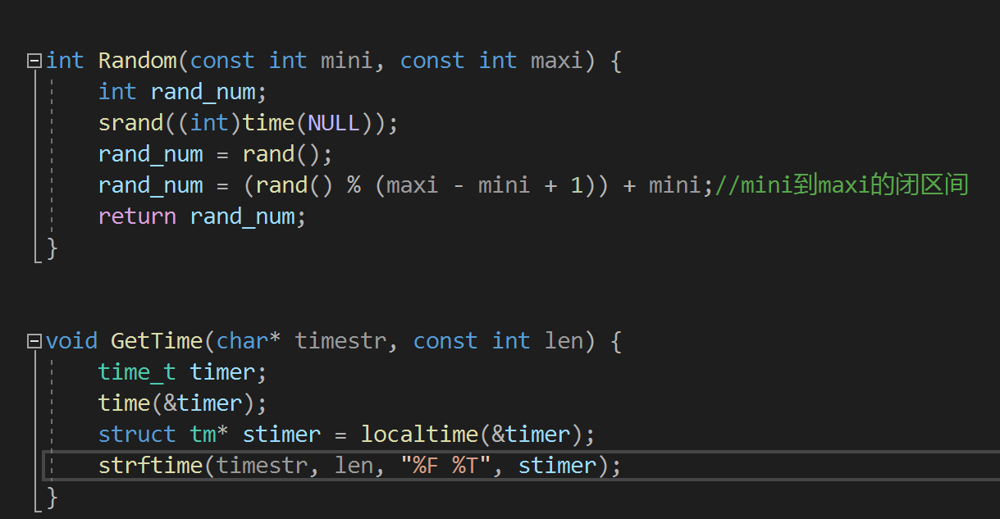 int Random(const int mini, const int maxi) {
    int rand_num;
    srand((int)time(NULL));
    rand_num = rand();
    rand_num = (rand() % (maxi - mini + 1)) + mini;//mini到maxi的闭区间
    return rand_num;
}
void GetTime(char* timestr, const int len) {
    time_t timer;
    time(&timer);
    struct tm* stimer = localtime(&timer);
    strftime(timestr, len, "%F %T", stimer);
}